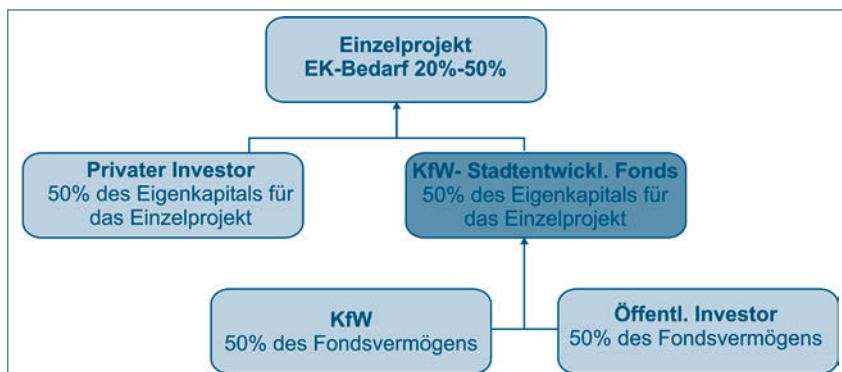 Einzelprojekt
EK-Bedarf 20%-50%
Privater Investor
50% des Eigenkapitals für
das Einzelprojekt
KfW- Stadtentwickl. Fonds
50% des Eigenkapitals für
das Einzelprojekt
KfW
50% des Fondsvermögens
Öffentl. Investor
50% des Fondsvermögens